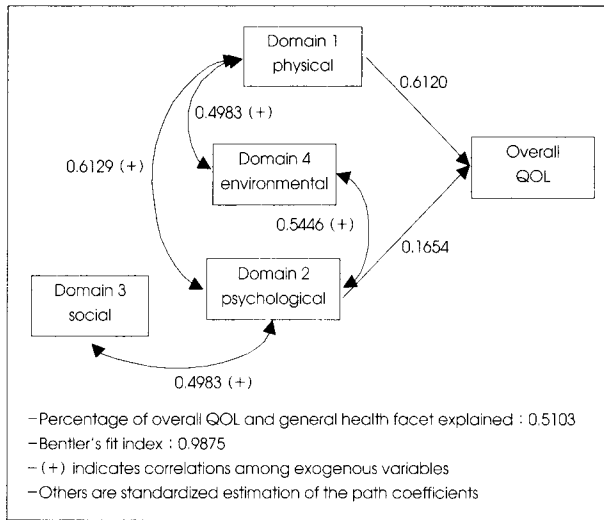 Domain 1
physical
0.6120
0.4983 (+)
0.6129 (+)
Domain 4
environmental
Overall
QOL
0.5446 (+)
0.1654
Domain 2
psychological
Domain 3
social
0.4983 (+)
-Percentage of overall QOL and general health facet explained : 0.5103
-Bentler's fit index : 0.9875
-(+) indicates correlations among exogenous variables
-Others are standardized estimation of the path coefficients